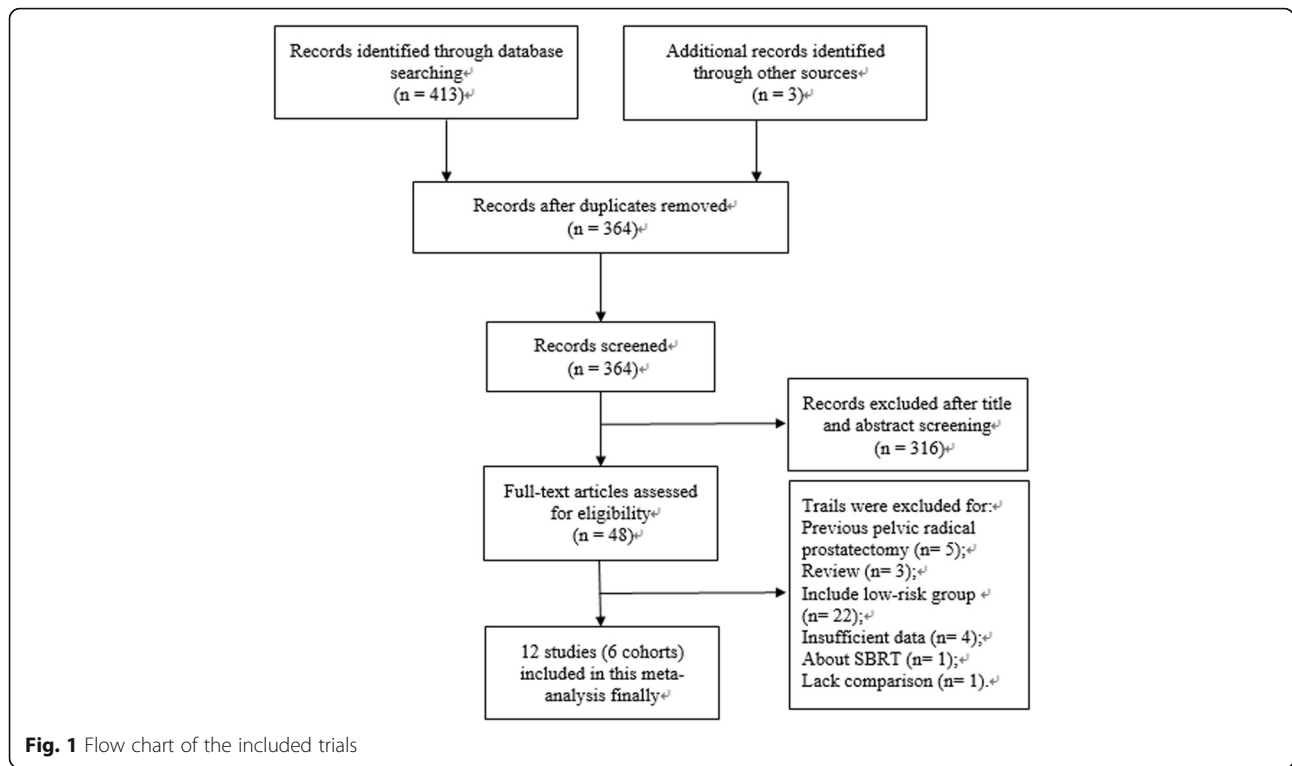 Records identified through database
searching↵
(n = 413)↵
Additional records identified
through other sources↵
(n = 3)↵
Records after duplicates removed↵
(n = 364)↵
Records screened↵
(n = 364)↵
Records excluded after title
and abstract screening↵
(n = 316)↵
Full-text articles assessed
for eligibility↵
(n = 48)↵
Trails were excluded for:↵
Previous pelvic radical
prostatectomy (n= 5);↵
Review (n= 3);↵
Include low-risk group ↵
(n= 22);↵
Insufficient data (n= 4);↵
About SBRT (n= 1);↵
Lack comparison (n= 1).↵
12 studies (6 cohorts)
included in this meta-
analysis finally↵
Fig. 1 Flow chart of the included trials